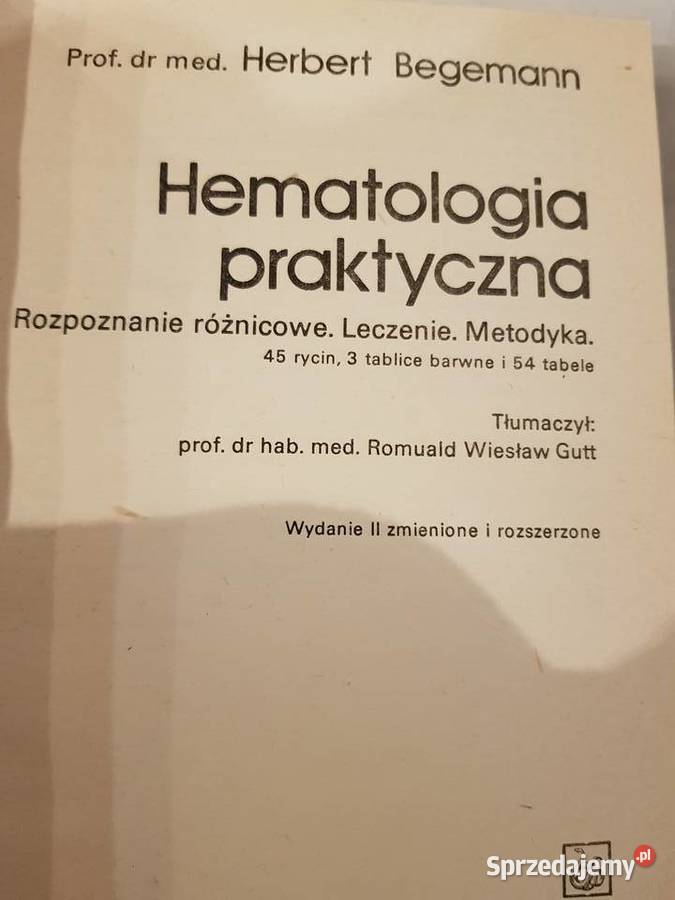 Prof. dr med. Herbert Begemann
Hematologia
praktyczna
Rozpoznanie różnicowe. Leczenie. Metodyka.
45 rycin, 3 tablice barwne i 54 tabele
Tłumaczył:
prof. dr hab. med. Romuald Wiesław Gutt
Wydanie II zmienione i rozszerzone
Sprzedajemy.pl